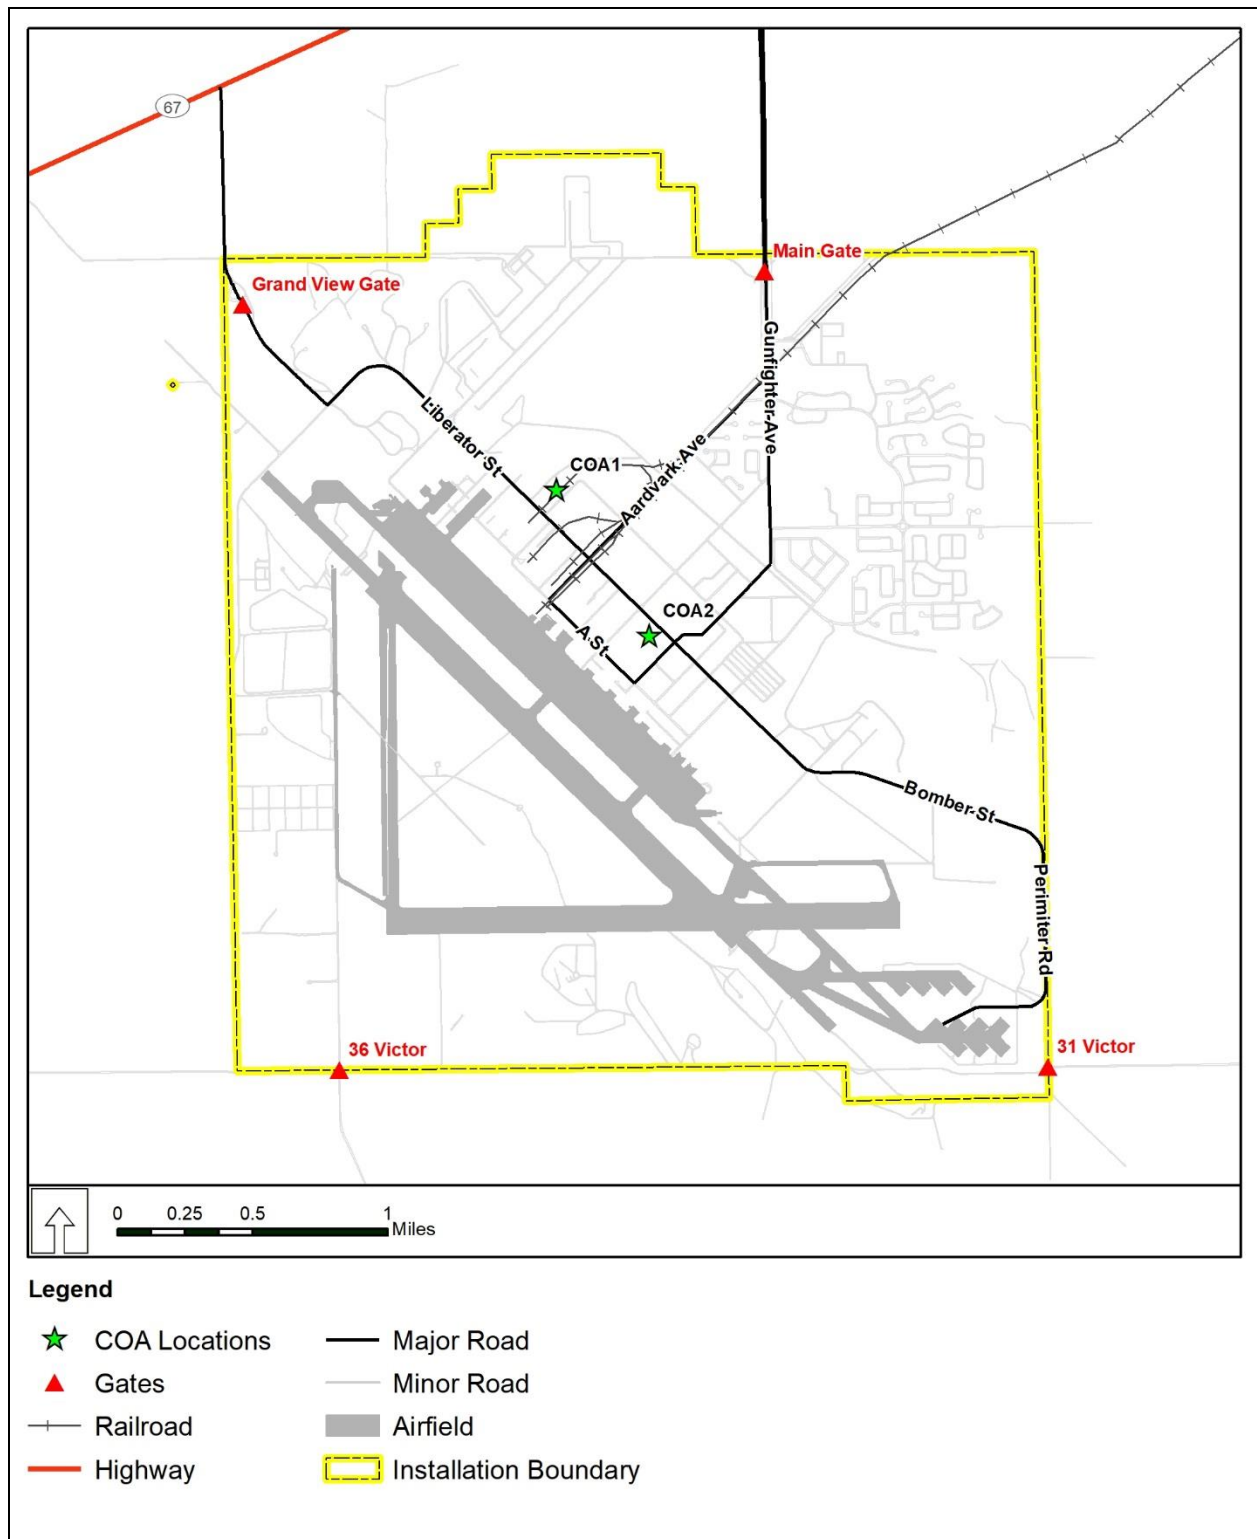 67
Main Gate
Grand View Gate
Gunfighter Ave
Liberator St
COA1
Aardvark Ave
COA2
A St
Bomber St
Perimiter Rd
36 Victor
31 Victor
0 0.25 0.5 1
Miles
Legend
COA Locations Major Road
Gates Minor Road
Railroad Airfield
Highway Installation Boundary